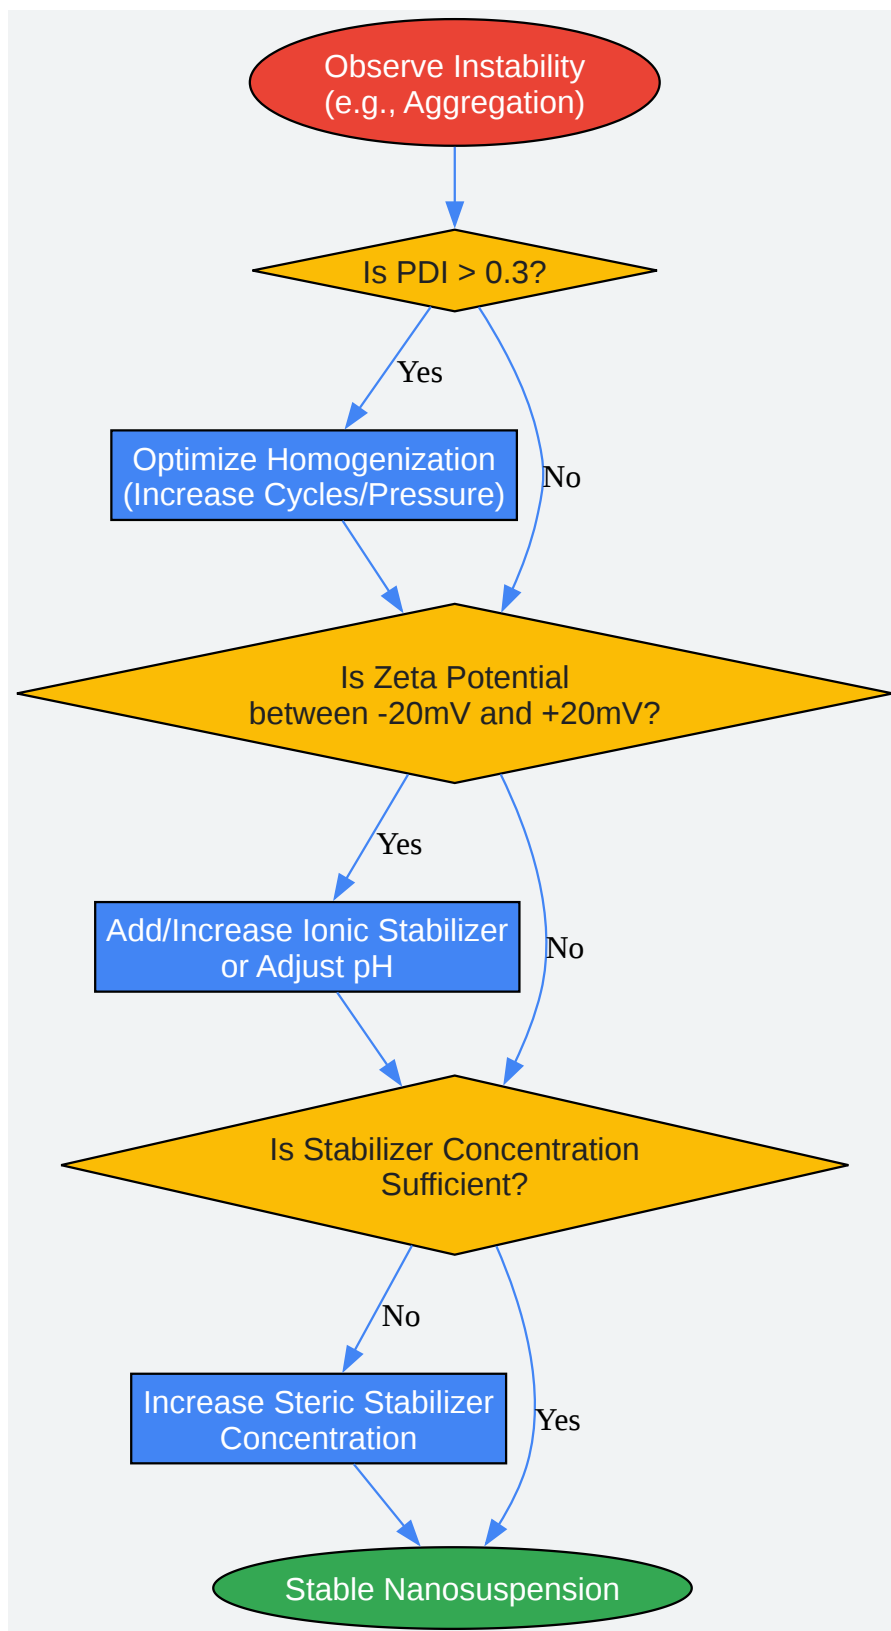 Observe Instability
(e.g., Aggregation)
Is PDI > 0.3?
Yes
Optimize Homogenization
(Increase Cycles/Pressure)
No
Is Zeta Potential
between -20mV and +20mV?
Yes
Add/Increase Ionic Stabilizer
or Adjust pH
No
Is Stabilizer Concentration
Sufficient?
No
Increase Steric Stabilizer
Concentration
Yes
Stable Nanosuspension